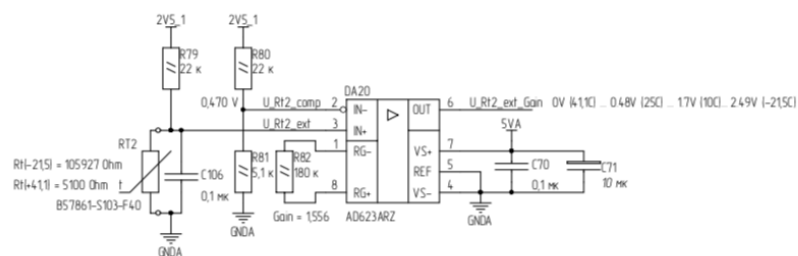 2V5_1
2V5_1
R79
22 к
R80
22 к
DA20
0,470 V
U_Rt2_comp
2
IN-
OUT
6
U_Rt2_ext_Gain
0V (41,1C) ... 0.48V (25C) ... 1.7V (10C)... 2.49V (-21,5C)
U_Rt2_ext
3
IN+
5VA
RT2
1
RG-
VS+
7
Rt(-21,5) = 105927 Ohm
R81
5,1 к
R82
180 к
REF
5
C70
C71
Rt(+41,1) = 5100 Ohm
t
C106
8
RG+
VS-
4
0,1 мк
10 мк
B57861-S103-F40
0,1 мк
Gain = 1,556
AD623ARZ
GNDA
GNDA
GNDA